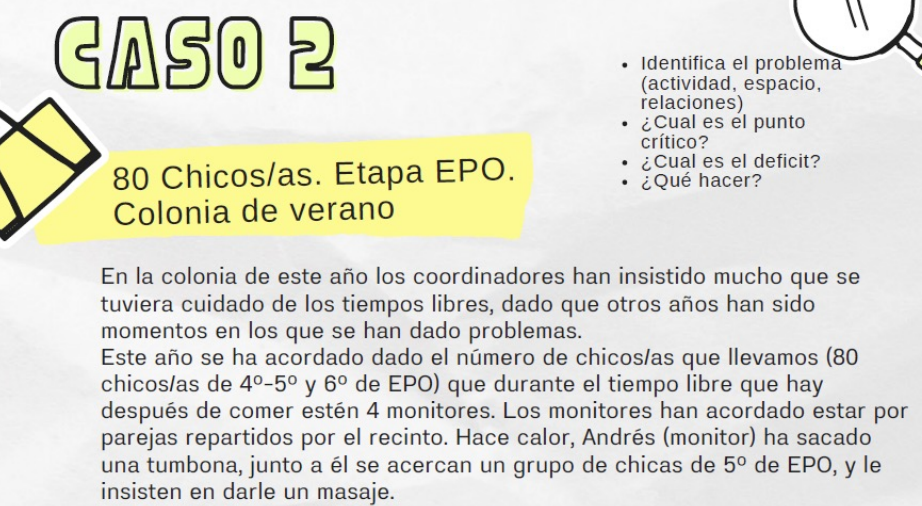 CASO 2
• Identifica el problema
(actividad, espacio,
relaciones)
• ¿Cual es el punto
crítico?
• ¿Cual es el deficit?
• ¿Qué hacer?
80 Chicos/as. Etapa EPO.
Colonia de verano
En la colonia de este año los coordinadores han insistido mucho que se
tuviera cuidado de los tiempos libres, dado que otros años han sido
momentos en los que se han dado problemas.
Este año se ha acordado dado el número de chicos/as que llevamos (80
chicos/as de 4º-5º y 6º de EPO) que durante el tiempo libre que hay
después de comer estén 4 monitores. Los monitores han acordado estar por
parejas repartidos por el recinto. Hace calor, Andrés (monitor) ha sacado
una tumbona, junto a él se acercan un grupo de chicas de 5º de EPO, y le
insisten en darle un masaje.